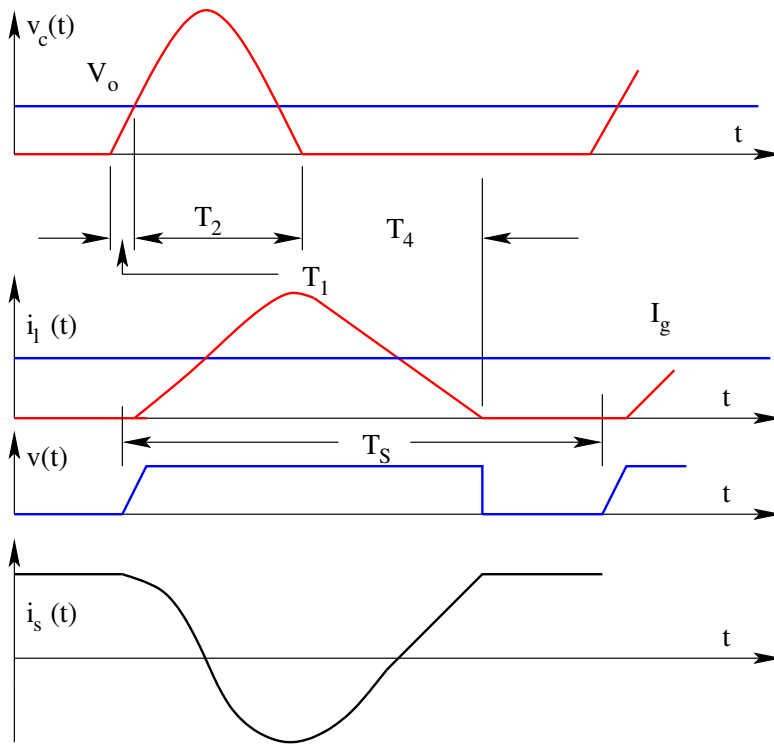 v_c(t)
V_o
t
T_2
T_4
T_1
i_l(t)
I_g
t
T_S
v(t)
t
i_s(t)
t